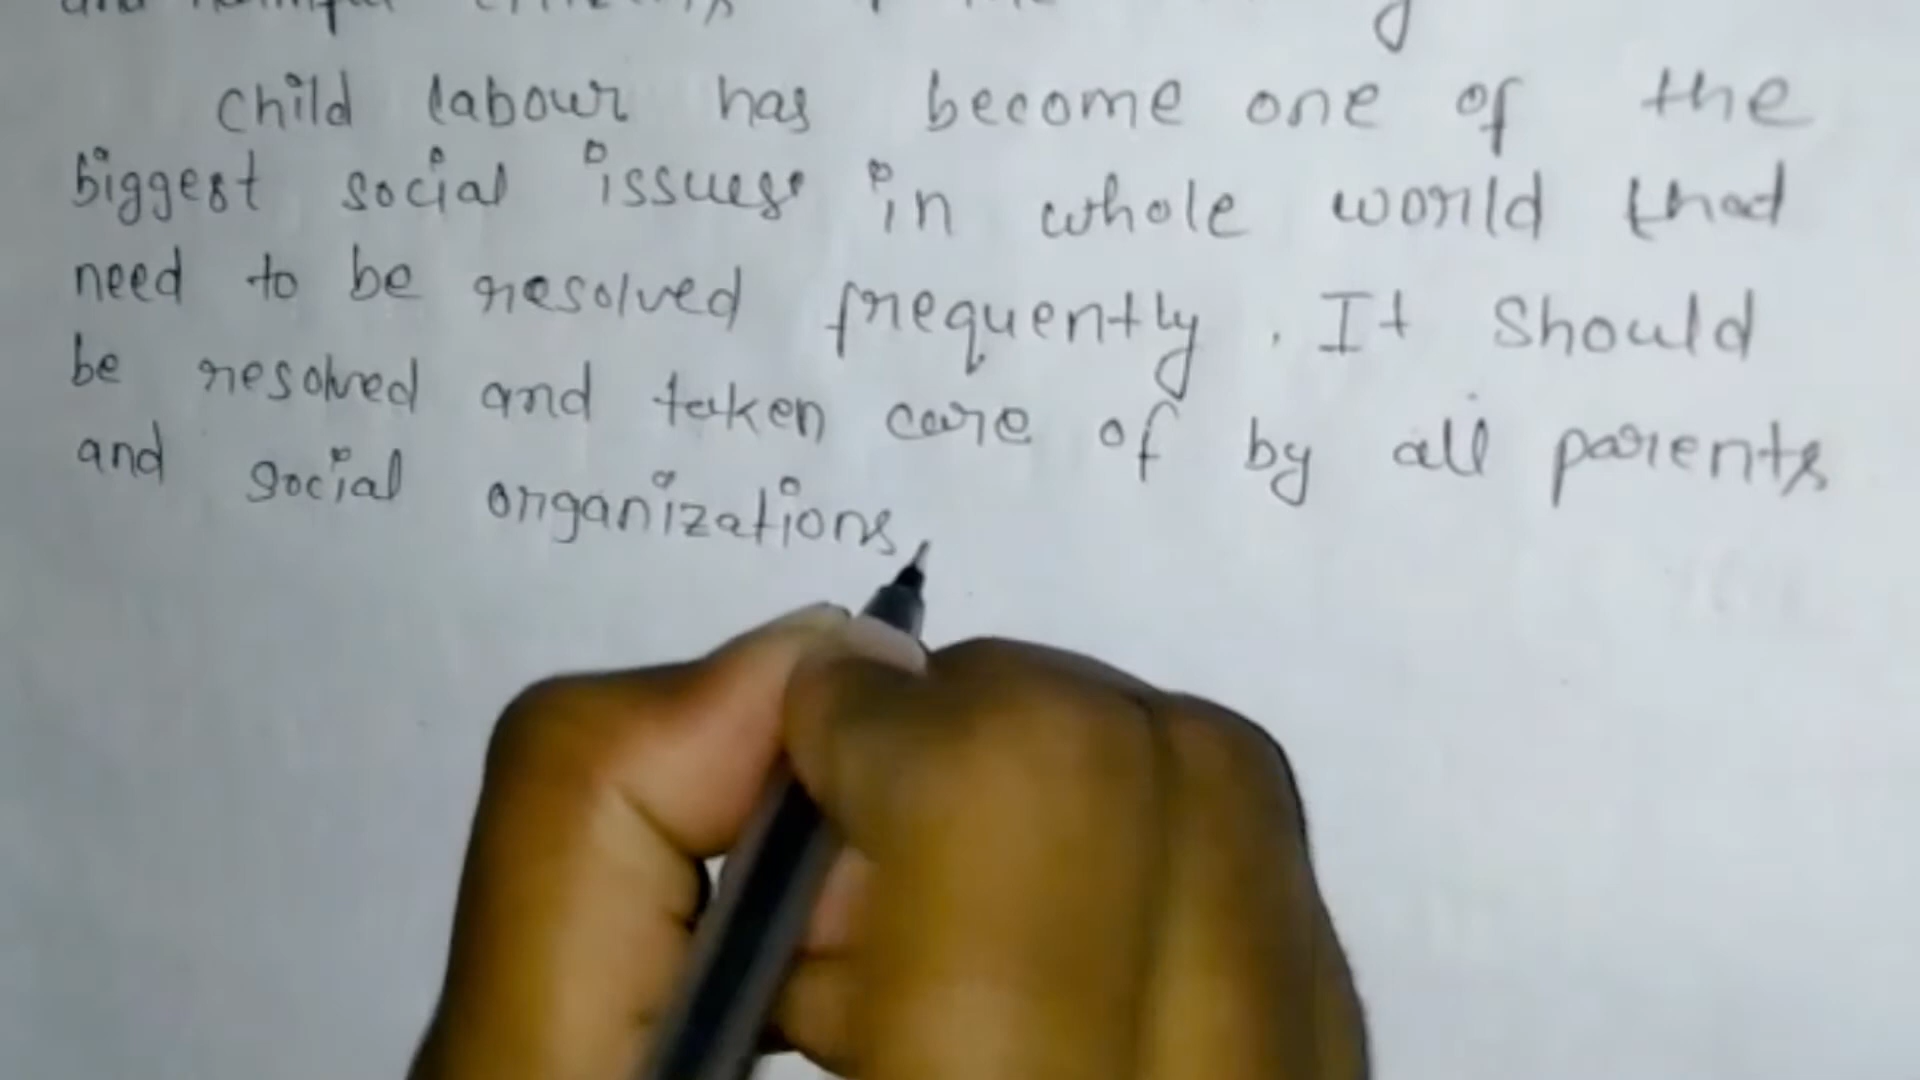 child labour has become one of the
biggest social issues in whole world that
need to be resolved frequently. It should
be resolved and taken care of by all parents
and social organizations